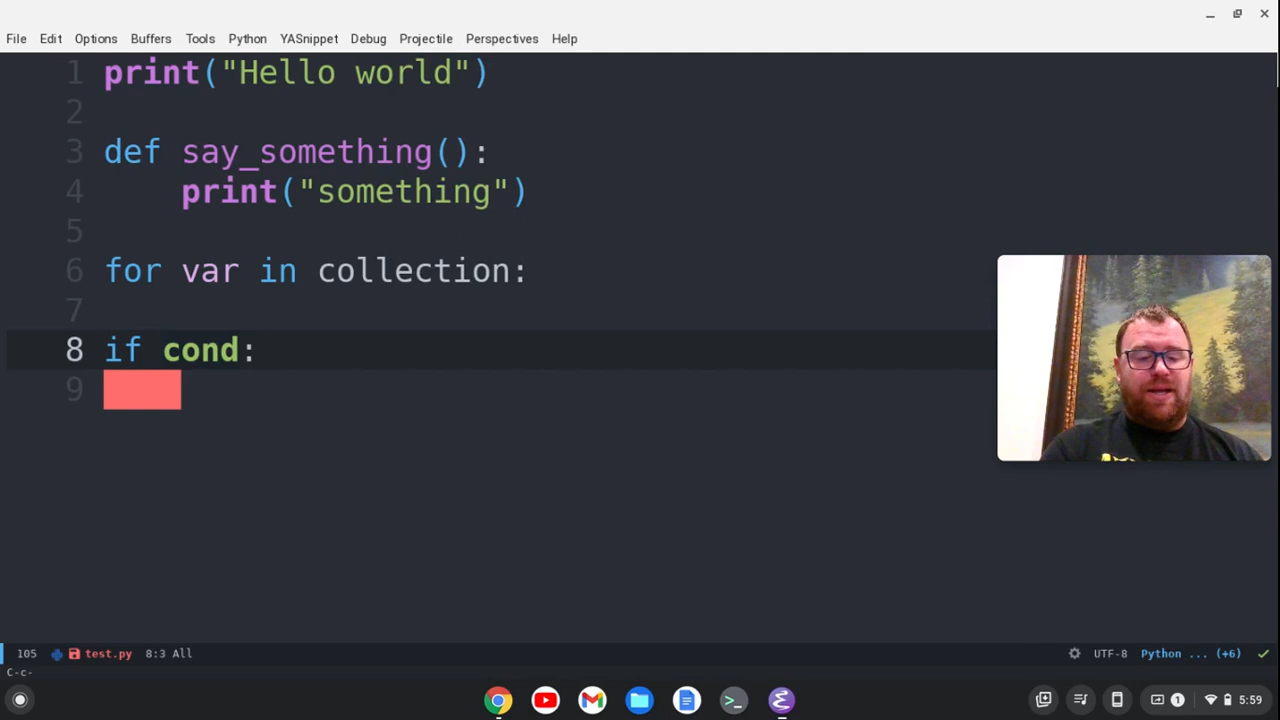 File Edit Options Buffers Tools Python YASnippet Debug Projectile Perspectives Help
1 print("Hello world")
2
3 def say_something():
4     print("something")
5
6 for var in collection:
7
8 if cond:
9
105 test.py 8:3 All UTF-8 Python ... (+6)
C-c-
1 5:59